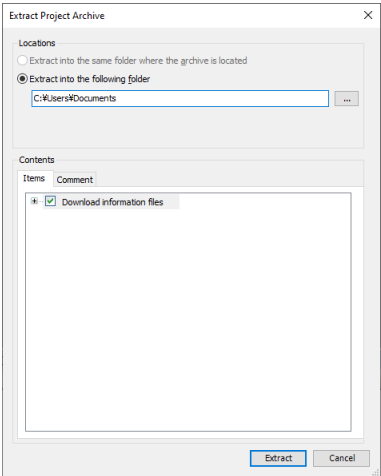 Extract Project Archive
Locations
Extract into the same folder where the archive is located
Extract into the following folder
C:¥Users¥Documents
...
Contents
Items
Comment
Download information files
Extract
Cancel